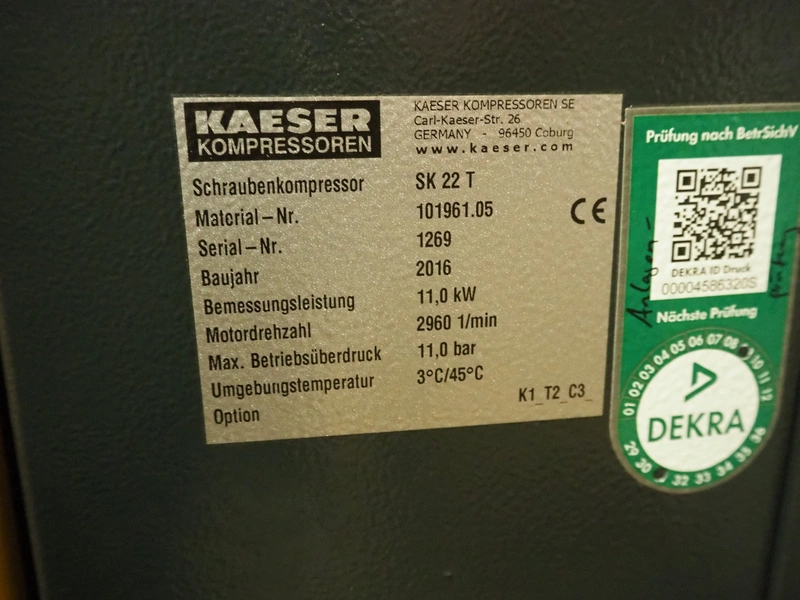 KAESER
KOMPRESSOREN
KAESER KOMPRESSOREN SE
Carl-Kaeser-Str. 26
GERMANY - 96450 Coburg
www.kaeser.com
Schraubenkompressor SK 22 T
Material-Nr. 101961.05
CE
Serial-Nr. 1269
Baujahr 2016
Bemessungsleistung 11,0 kW
Motordrehzahl 2960 1/min
Max. Betriebsüberdruck 11,0 bar
Umgebungstemperatur 3°C/45°C
Option K1_T2_C3_
Prüfung nach BetrSichV
Anlagen-
prüfung
DEKRA ID Druck
00004586320S
Nächste Prüfung
01 02 03 04 05 06 07 08 10 11 12
DEKRA
29 30 32 33 34 35 36